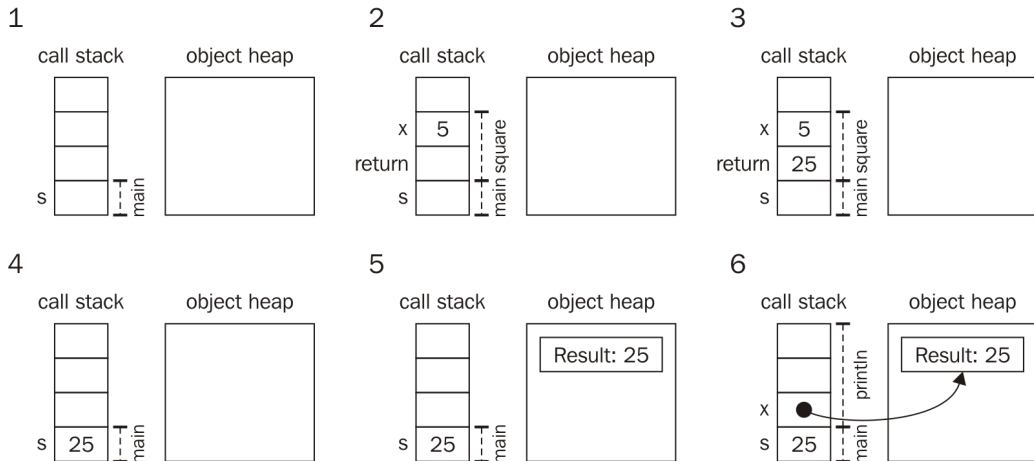 1
call stack object heap
s
main
2
call stack object heap
x 5
return
s
main square
3
call stack object heap
x 5
return 25
s
main square
4
call stack object heap
s 25
main
5
call stack object heap
Result: 25
s 25
main
6
call stack object heap
Result: 25
println
x
s 25
main